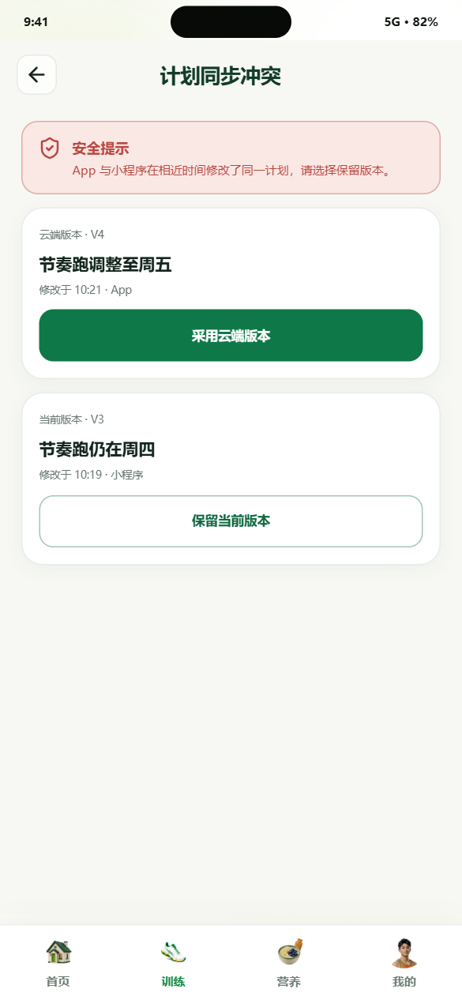 9:41
5G • 82%
计划同步冲突
安全提示
App 与小程序在相近时间修改了同一计划，请选择保留版本。
云端版本 · V4
节奏跑调整至周五
修改于 10:21 · App
采用云端版本
当前版本 · V3
节奏跑仍在周四
修改于 10:19 · 小程序
保留当前版本
首页
训练
营养
我的